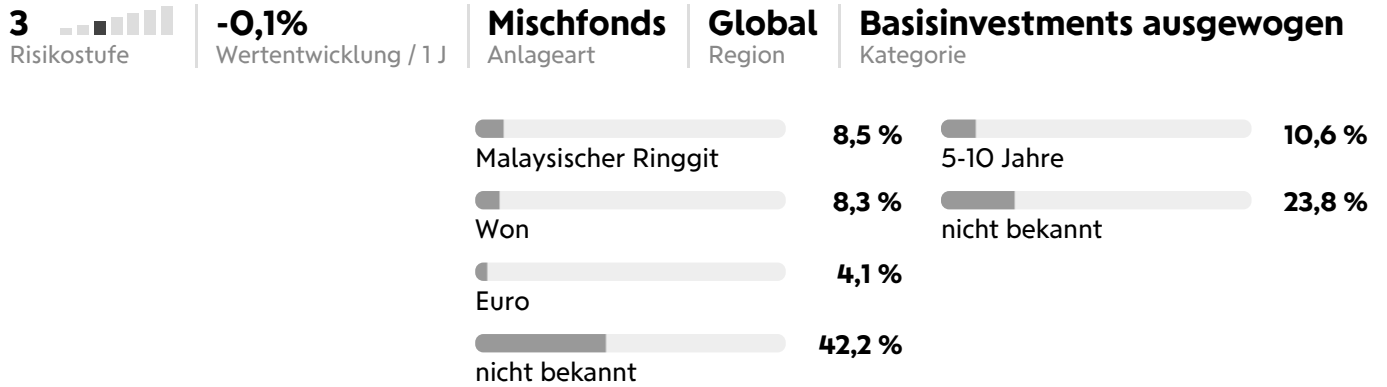 3 -0,1% Mischfonds Global Basisinvestments ausgewogen
Risikostufe Wertentwicklung / 1 J Anlageart Region Kategorie
8,5 %
Malaysischer Ringgit
8,3 %
Won
4,1 %
Euro
42,2 %
nicht bekannt
10,6 %
5-10 Jahre
23,8 %
nicht bekannt